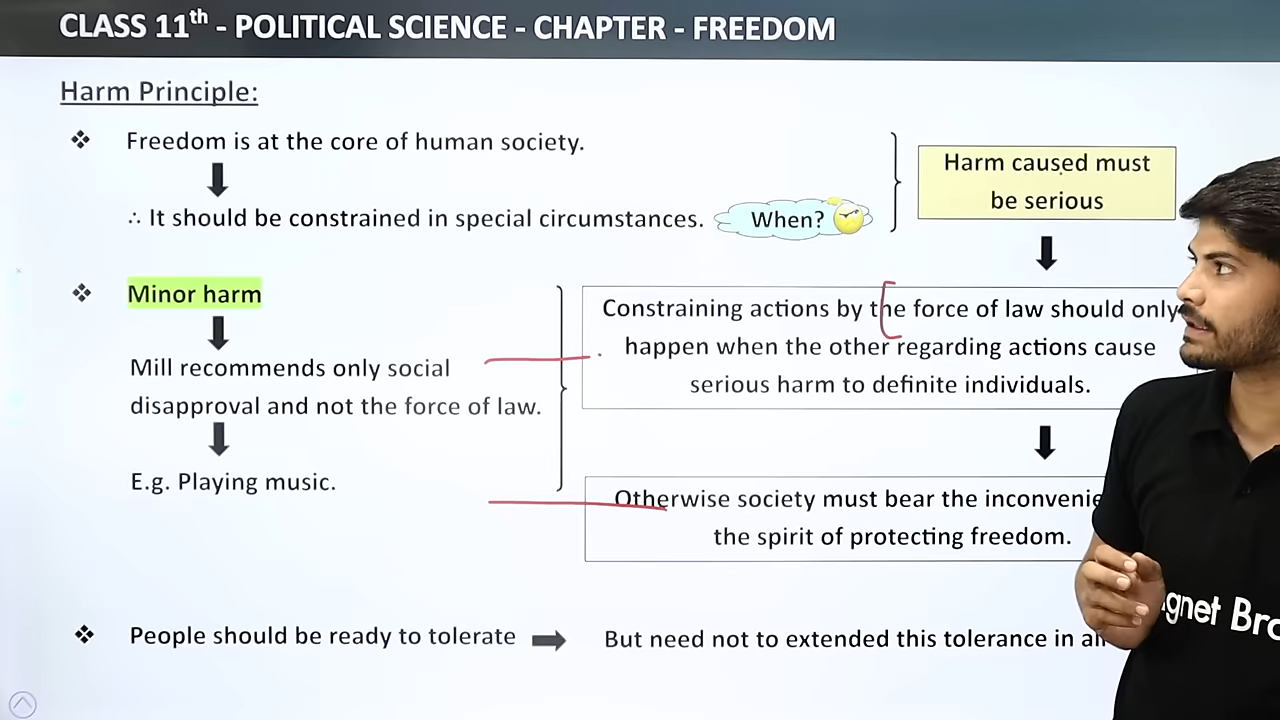 CLASS 11th - POLITICAL SCIENCE - CHAPTER - FREEDOM
Harm Principle:
❖ Freedom is at the core of human society.
∴ It should be constrained in special circumstances.
When?
Harm caused must
be serious
❖ Minor harm
Mill recommends only social
disapproval and not the force of law.
E.g. Playing music.
Constraining actions by the force of law should only
happen when the other regarding actions cause
serious harm to definite individuals.
Otherwise society must bear the
the spirit of protecting freedom.
❖ People should be ready to tolerate
But need not to extended this tolerance in